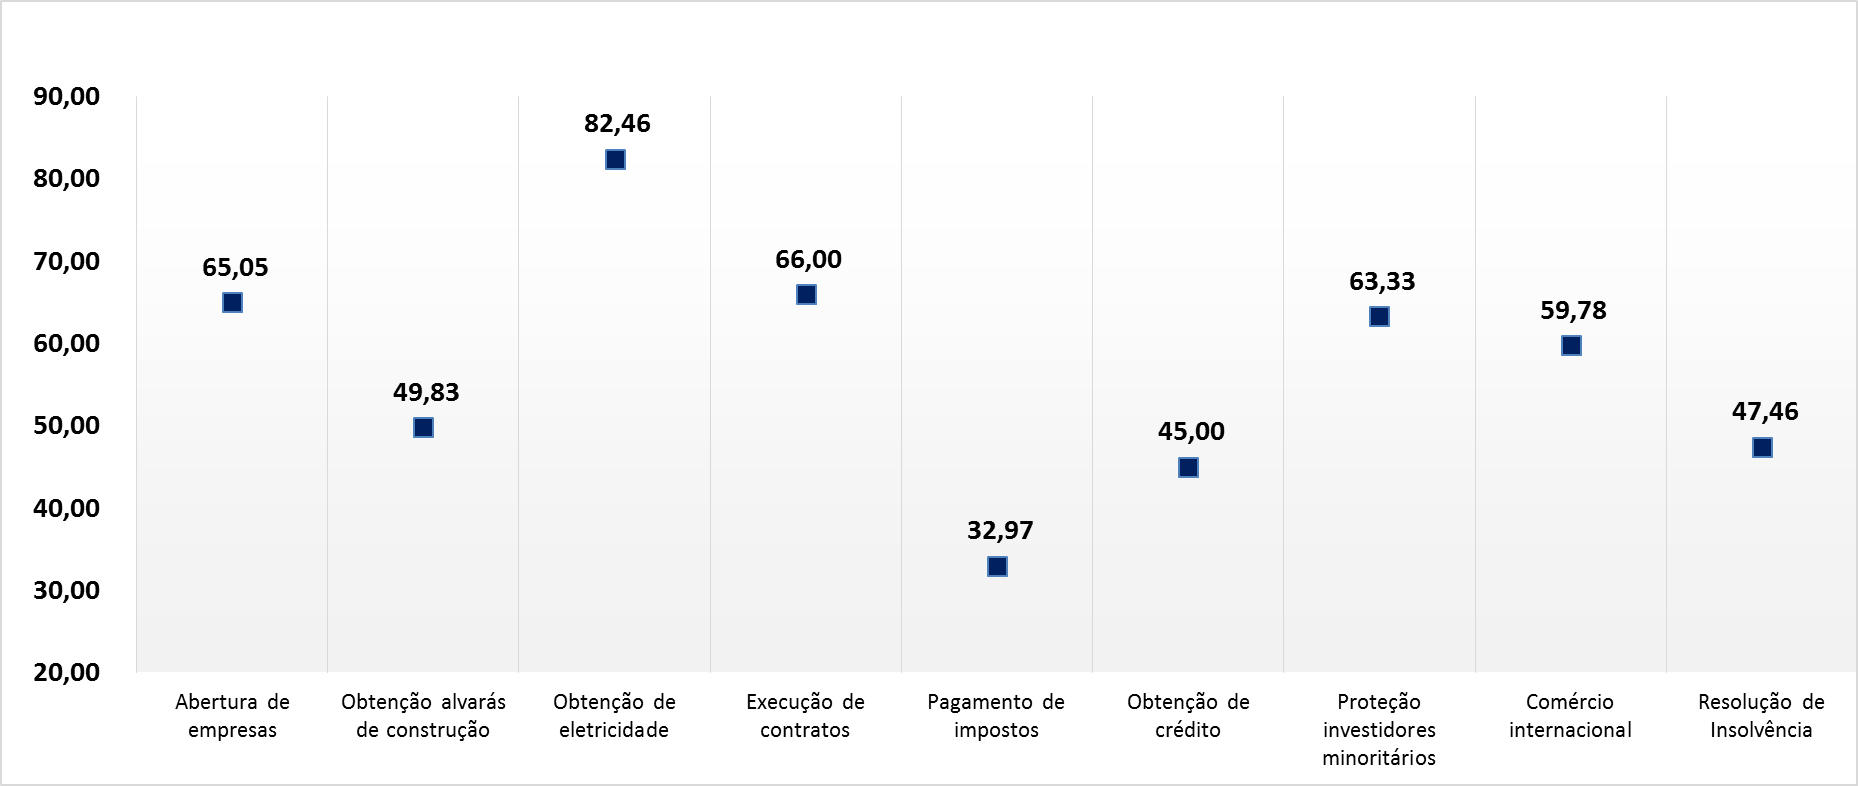 90,00
80,00
70,00
60,00
50,00
40,00
30,00
20,00
65,05
49,83
82,46
66,00
32,97
45,00
63,33
59,78
47,46
Abertura de
empresas
Obtenção alvarás
de construção
Obtenção de
eletricidade
Execução de
contratos
Pagamento de
impostos
Obtenção de
crédito
Proteção
investidores
minoritários
Comércio
internacional
Resolução de
Insolvência